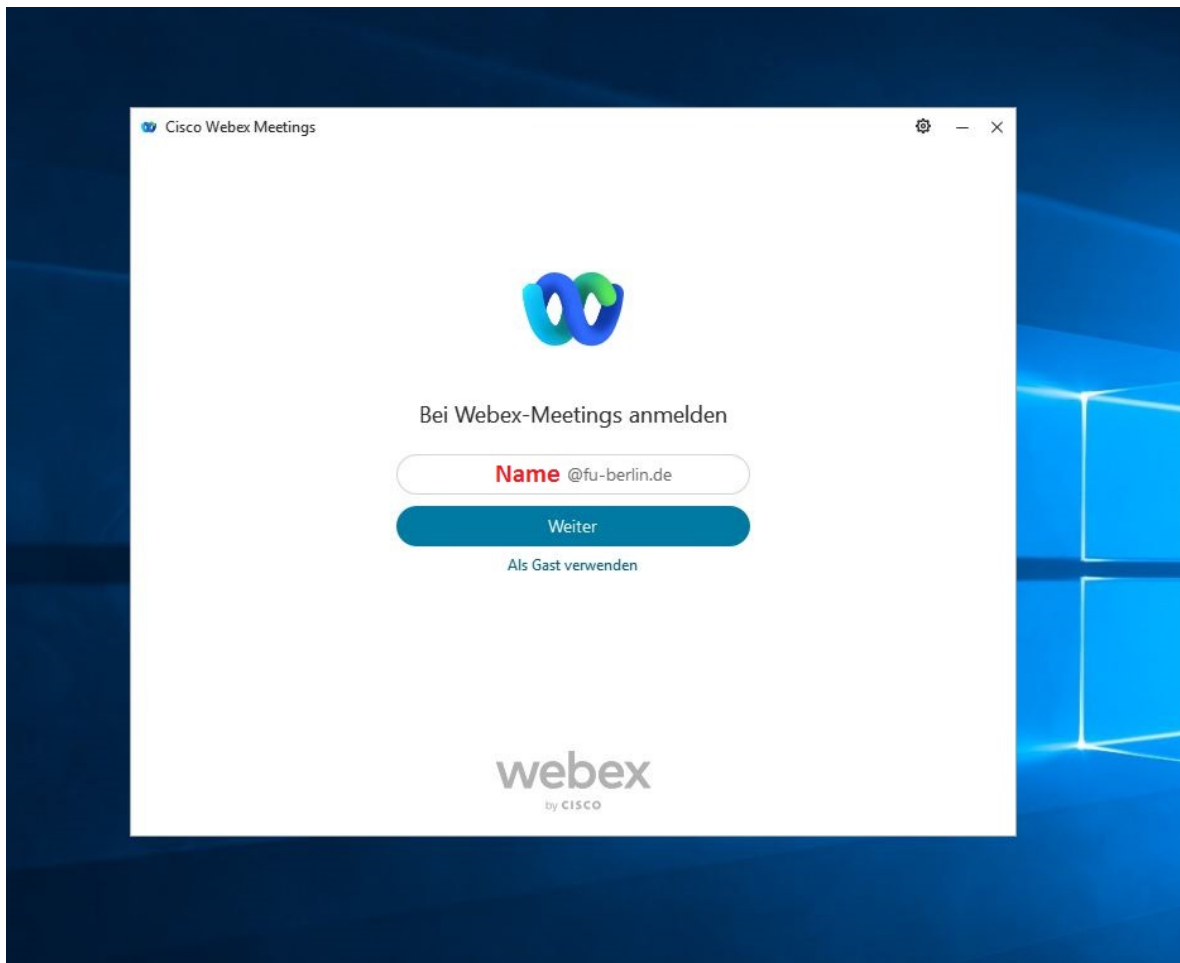 Cisco Webex Meetings
Bei Webex-Meetings anmelden
Name @fu-berlin.de
Weiter
Als Gast verwenden
webex
by CISCO